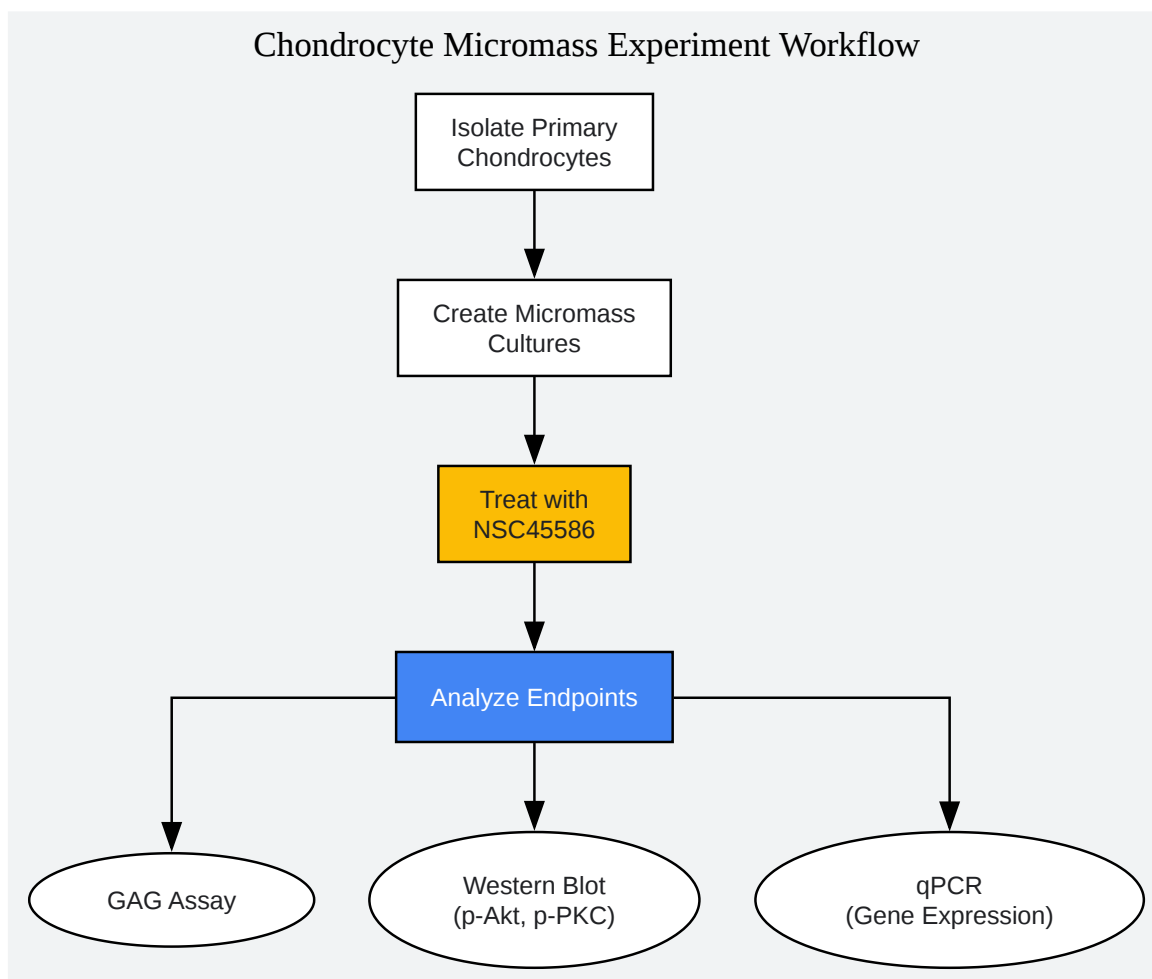 Chondrocyte Micromass Experiment Workflow
Isolate Primary
Chondrocytes
Create Micromass
Cultures
Treat with
NSC45586
Analyze Endpoints
GAG Assay
Western Blot
(p-Akt, p-PKC)
qPCR
(Gene Expression)